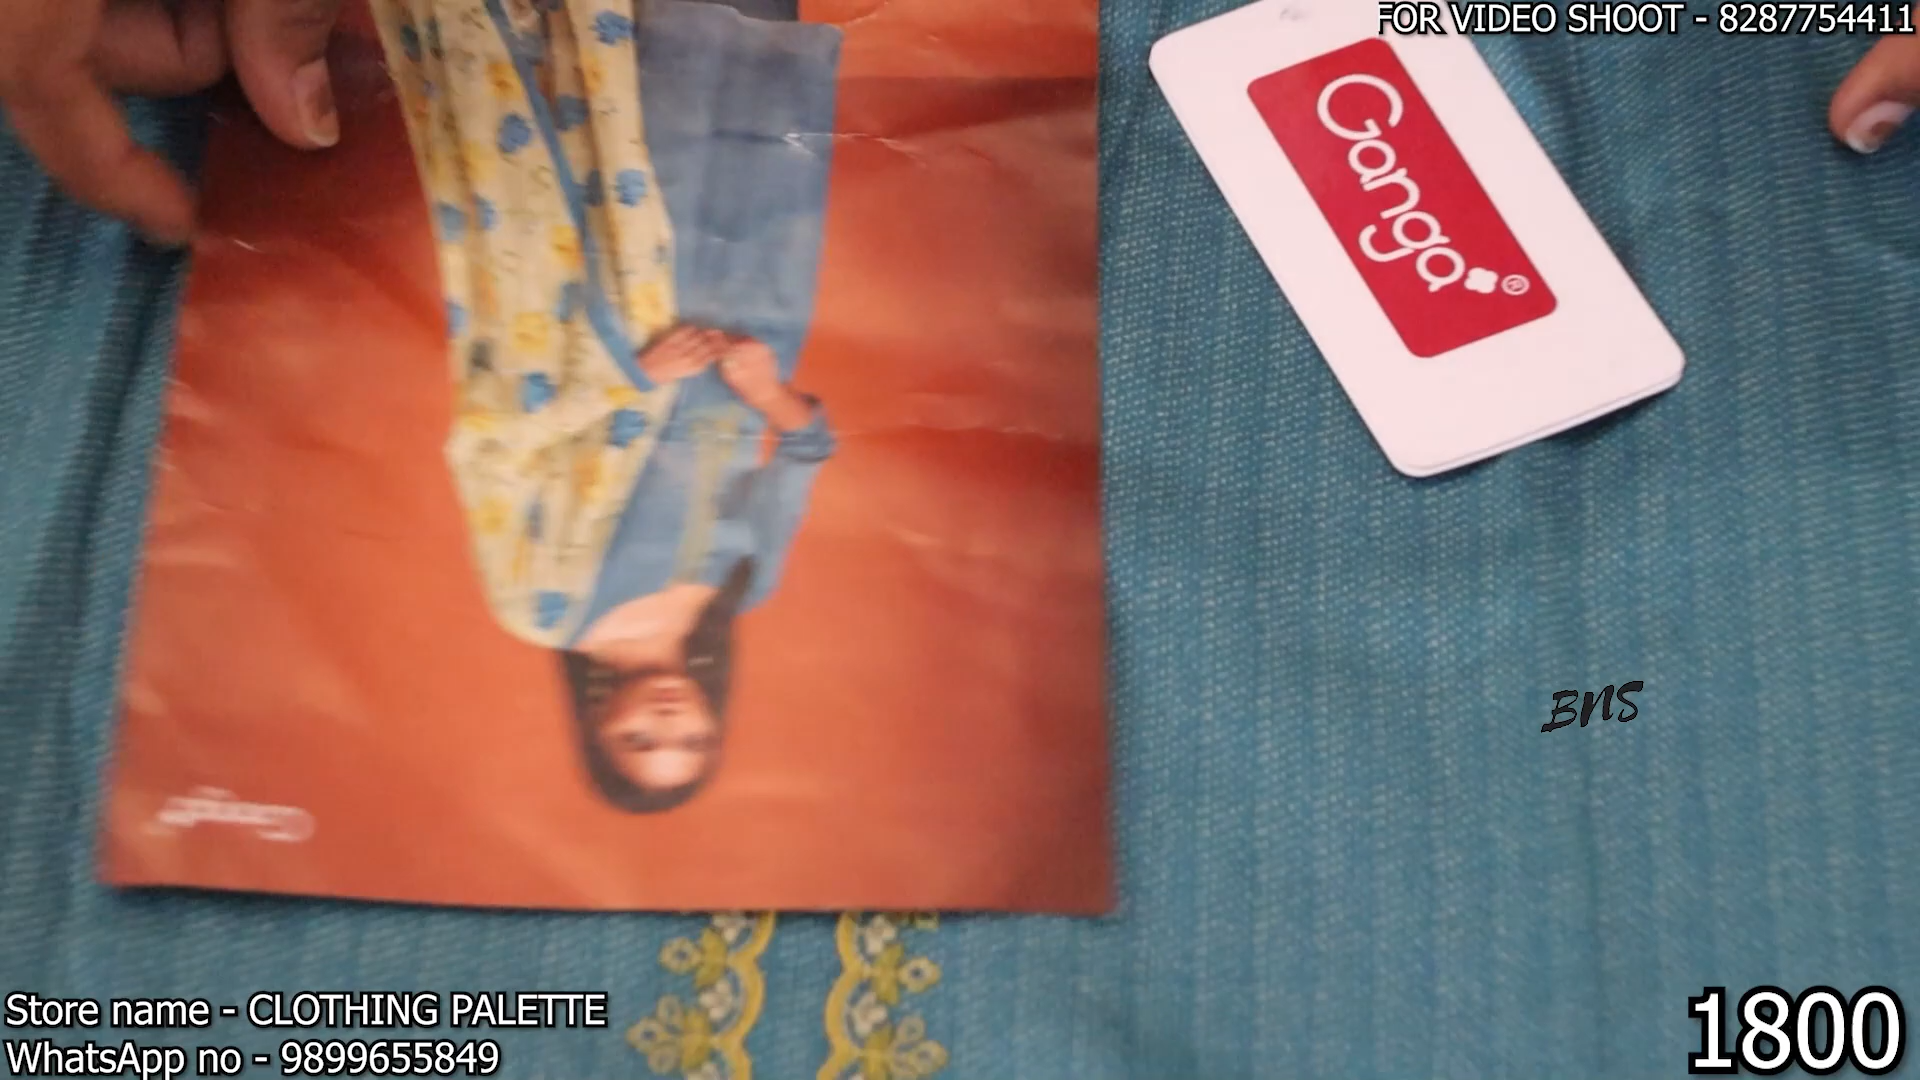 FOR VIDEO SHOOT - 8287754411
Ganga®
BNS
Store name - CLOTHING PALETTE
WhatsApp no - 9899655849
1800